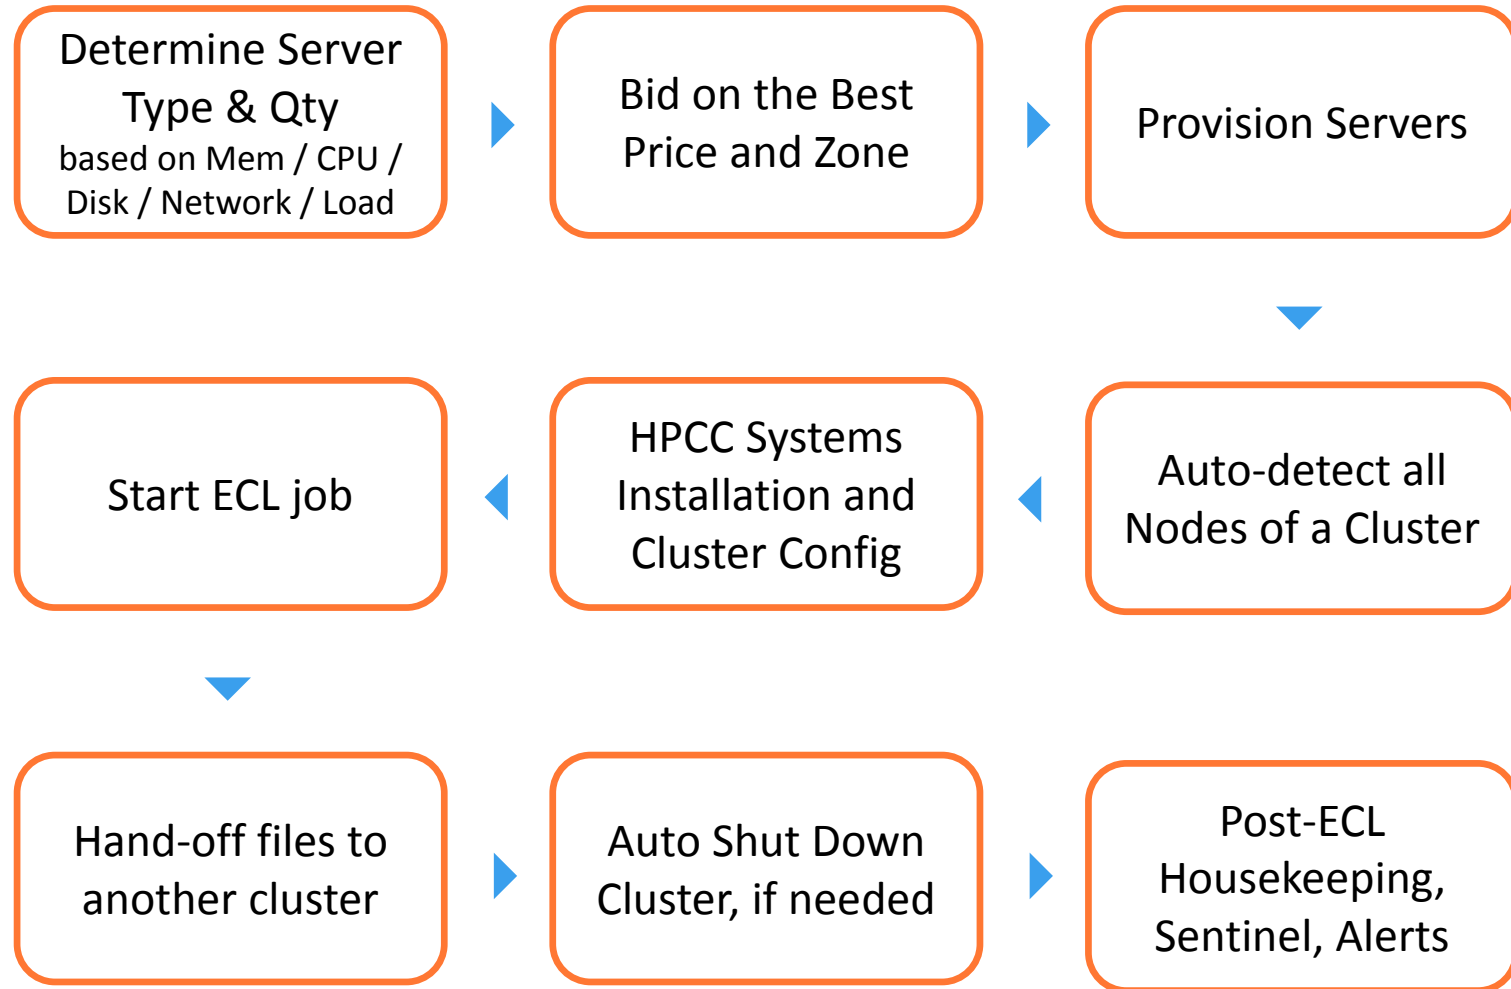 Determine Server
Type & Qty
based on Mem / CPU /
Disk / Network / Load
Bid on the Best
Price and Zone
Provision Servers
Auto-detect all
Nodes of a Cluster
HPCC Systems
Installation and
Cluster Config
Start ECL job
Hand-off files to
another cluster
Auto Shut Down
Cluster, if needed
Post-ECL
Housekeeping,
Sentinel, Alerts